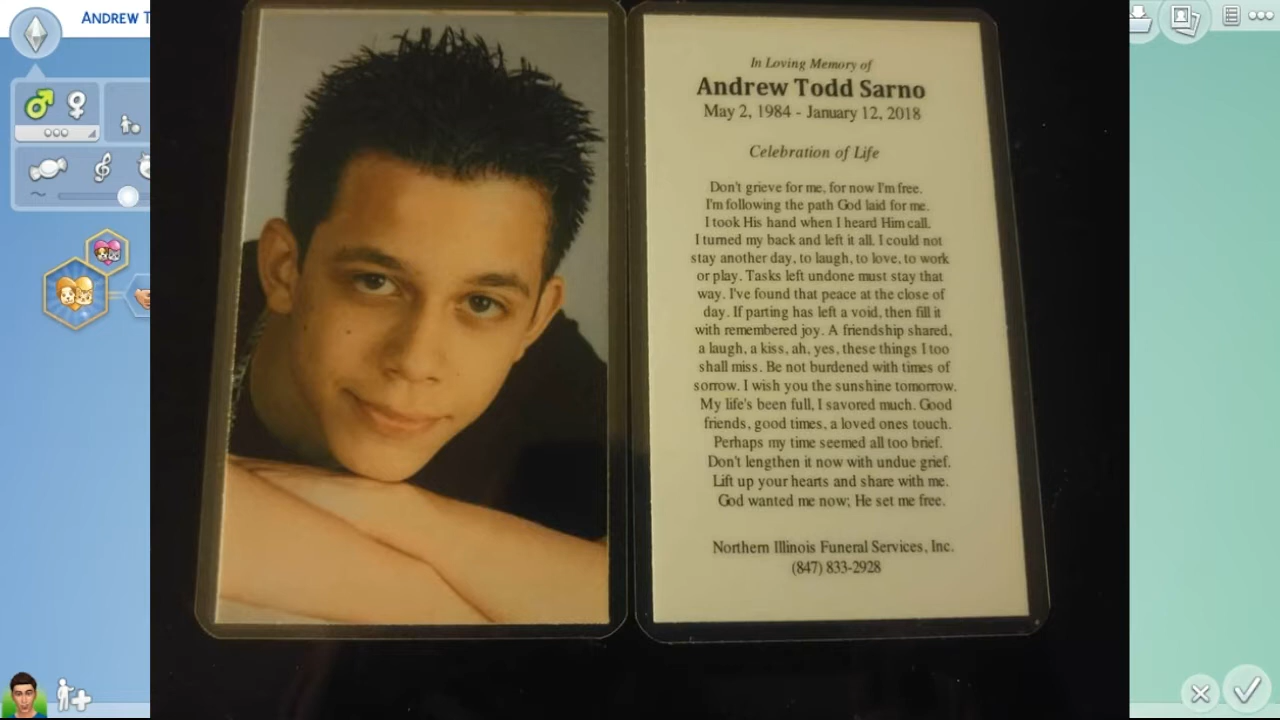 ANDREW T
In Loving Memory of
Andrew Todd Sarno
May 2, 1984 - January 12, 2018
Celebration of Life
Don't grieve for me, for now I'm free.
I'm following the path God laid for me.
I took His hand when I heard Him call.
I turned my back and left it all. I could not
stay another day, to laugh, to love, to work
or play. Tasks left undone must stay that
way. I've found that peace at the close of
day. If parting has left a void, then fill it
with remembered joy. A friendship shared,
a laugh, a kiss, ah, yes, these things I too
shall miss. Be not burdened with times of
sorrow. I wish you the sunshine tomorrow.
My life's been full, I savored much. Good
friends, good times, a loved ones touch.
Perhaps my time seemed all too brief.
Don't lengthen it now with undue grief.
Lift up your hearts and share with me.
God wanted me now; He set me free.
Northern Illinois Funeral Services, Inc.
(847) 833-2928